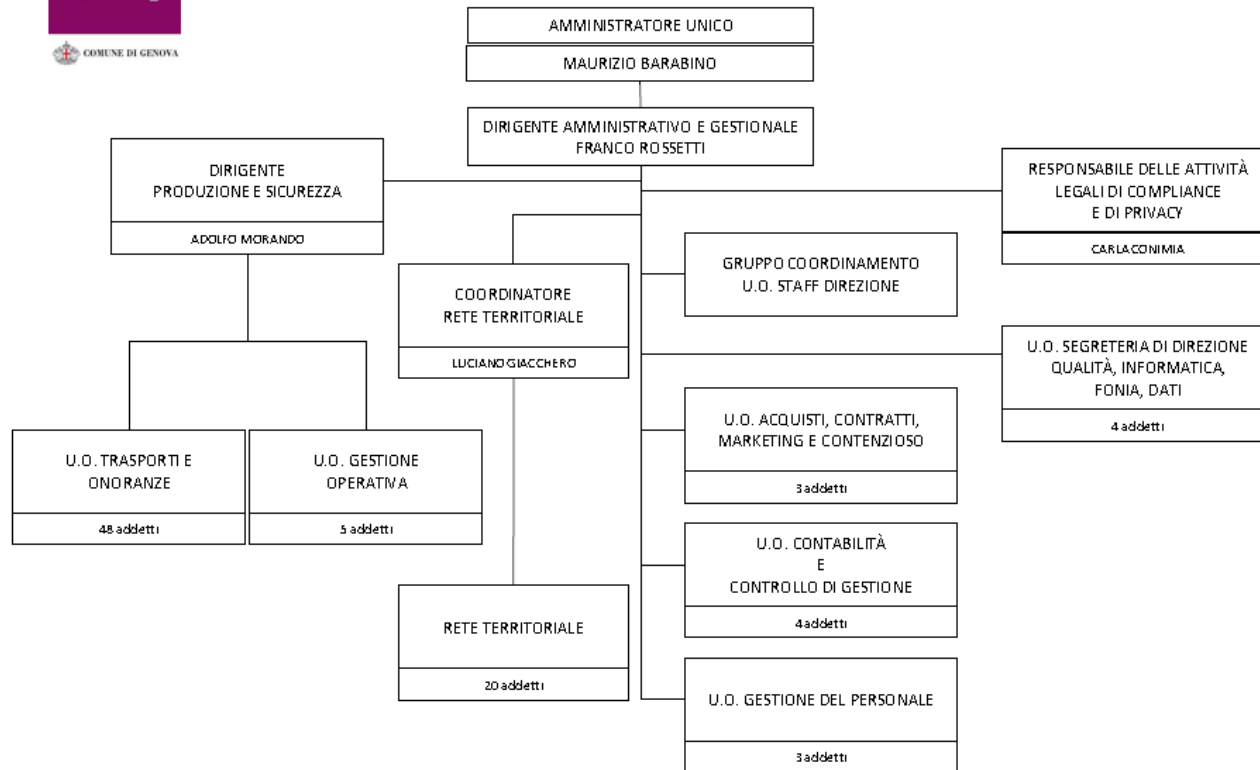 COMUNE DI GENOVA
AMMINISTRATORE UNICO
MAURIZIO BARABINO
DIRIGENTE AMMINISTRATIVO E GESTIONALE
FRANCO ROSSETTI
DIRIGENTE
PRODUZIONE E SICUREZZA
ADOLFO MORANDO
RESPONSABILE DELLE ATTIVITÀ
LEGALI DI COMPLIANCE
E DI PRIVACY
CARLA CONIMIA
GRUPPO COORDINAMENTO
U.O. STAFF DIREZIONE
COORDINATORE
RETE TERRITORIALE
LUCIANO GIACCHERO
U.O. SEGRETERIA DI DIREZIONE
QUALITÀ, INFORMATICA,
FONIA, DATI
4 addetti
U.O. ACQUISTI, CONTRATTI,
MARKETING E CONTENZIOSO
3 addetti
U.O. TRASPORTI E
ONORANZE
48 addetti
U.O. GESTIONE
OPERATIVA
5 addetti
U.O. CONTABILITÀ
E
CONTROLLO DI GESTIONE
4 addetti
RETE TERRITORIALE
20 addetti
U.O. GESTIONE DEL PERSONALE
3 addetti